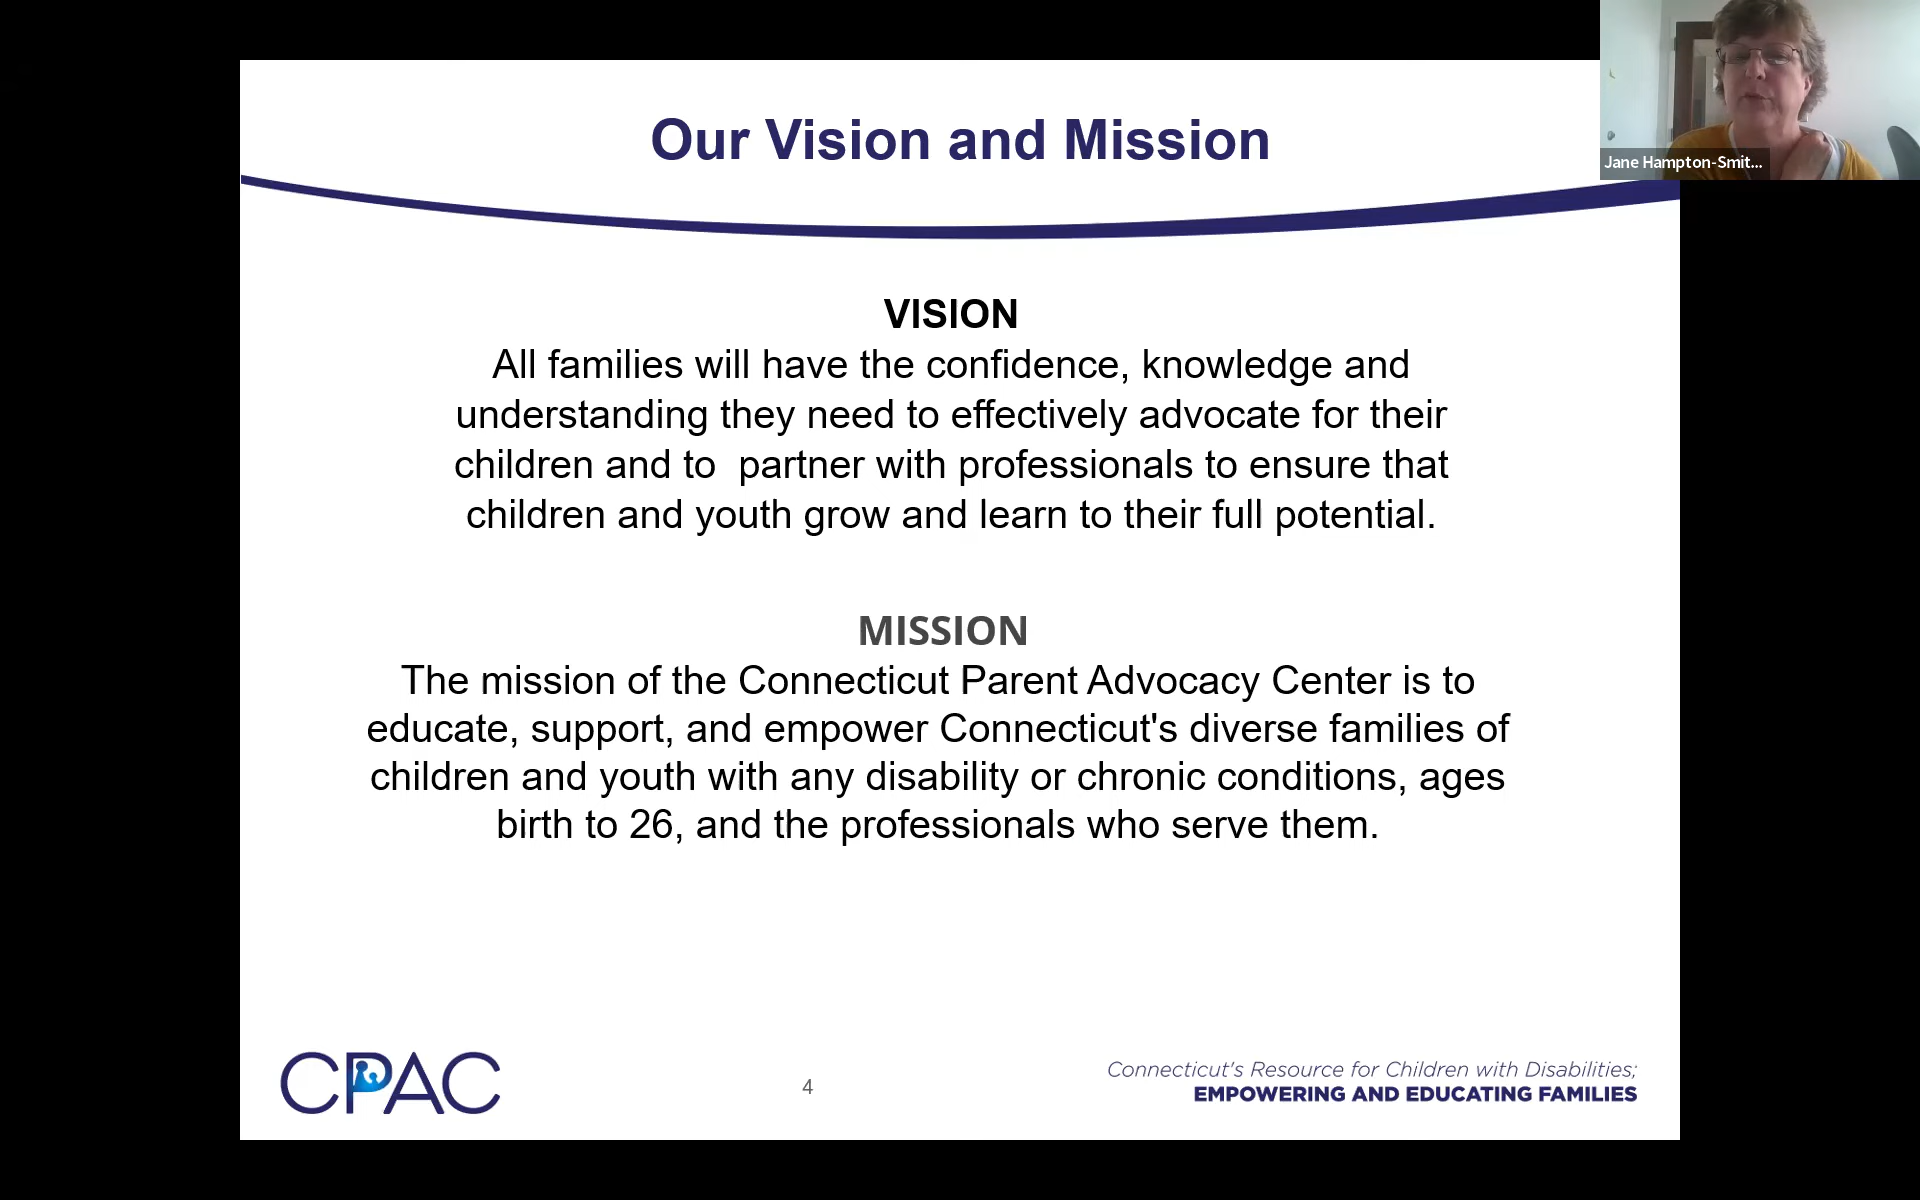 Our Vision and Mission
Jane Hampton-Smit...
VISION
All families will have the confidence, knowledge and
understanding they need to effectively advocate for their
children and to  partner with professionals to ensure that
children and youth grow and learn to their full potential.
MISSION
The mission of the Connecticut Parent Advocacy Center is to
educate, support, and empower Connecticut's diverse families of
children and youth with any disability or chronic conditions, ages
birth to 26, and the professionals who serve them.
CPAC
4
Connecticut's Resource for Children with Disabilities;
EMPOWERING AND EDUCATING FAMILIES